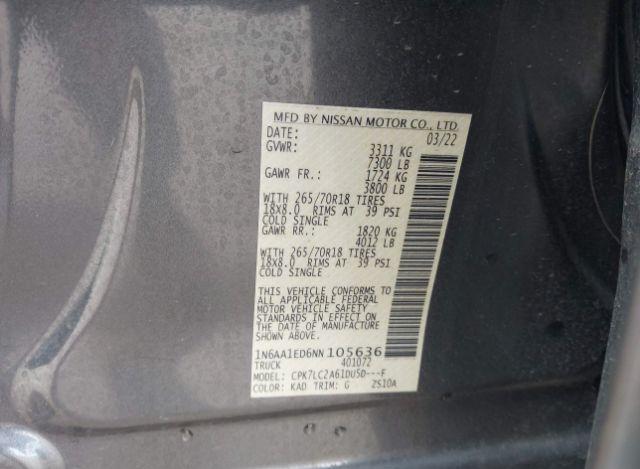 MFD BY NISSAN MOTOR CO., LTD.
DATE: 03/22
GVWR: 3311 KG
7300 LB
GAWR FR.: 1724 KG
3800 LB
WITH 265/70R18 TIRES
18X8.0 RIMS AT 39 PSI
COLD SINGLE
GAWR RR.: 1820 KG
4012 LB
WITH 265/70R18 TIRES
18X8.0 RIMS AT 39 PSI
COLD SINGLE
THIS VEHICLE CONFORMS TO
ALL APPLICABLE FEDERAL
MOTOR VEHICLE SAFETY
STANDARDS IN EFFECT ON
THE DATE OF MANUFACTURE
SHOWN ABOVE.
1N6AA1ED6NN105636
TRUCK 401072
MODEL: CPK7LC2A61DU5D---F
COLOR: KAD TRIM: G ZS10A